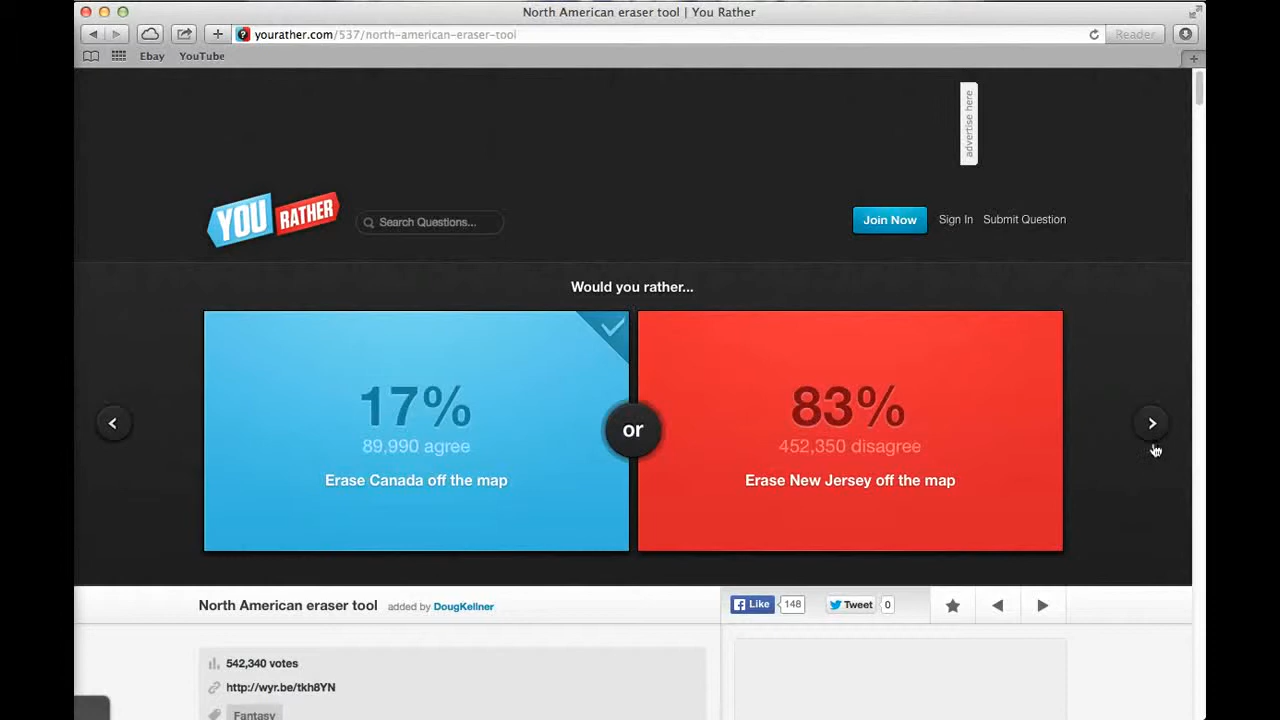 North American eraser tool | You Rather
yourather.com/537/north-american-eraser-tool
Reader
Ebay YouTube
advertise here
YOU RATHER
Search Questions...
Join Now Sign In Submit Question
Would you rather...
17%
89,990 agree
Erase Canada off the map
or
83%
452,350 disagree
Erase New Jersey off the map
North American eraser tool added by DougKellner
Like 148 Tweet 0
542,340 votes
http://wyr.be/tkh8YN
Fantasy